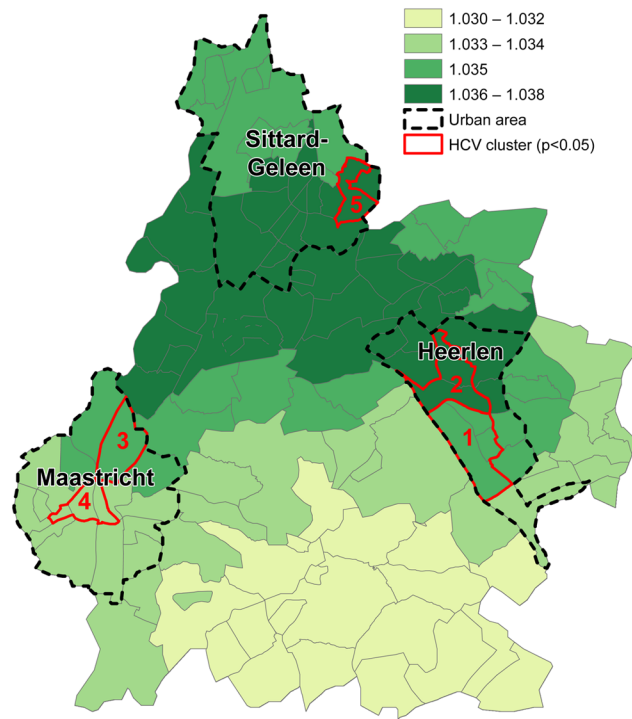 1.030 – 1.032
1.033 – 1.034
1.035
1.036 – 1.038
Urban area
HCV cluster (p<0.05)
Sittard-
Geleen
5
Heerlen
2
1
3
Maastricht
4